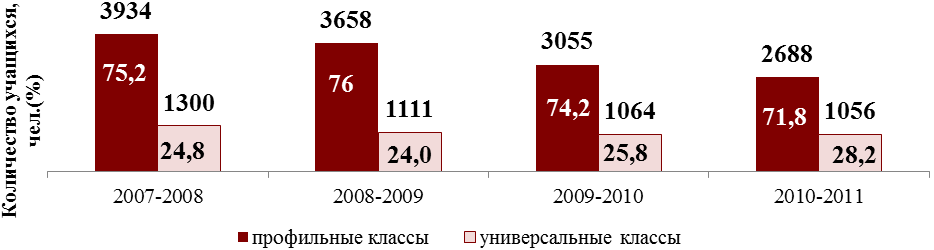 Количество учащихся,
чел.(%)
3934 3658 3055 2688
75,2 76 74,2 71,8
1300 1111 1064 1056
24,8 24,0 25,8 28,2
2007-2008 2008-2009 2009-2010 2010-2011
профильные классы универсальные классы